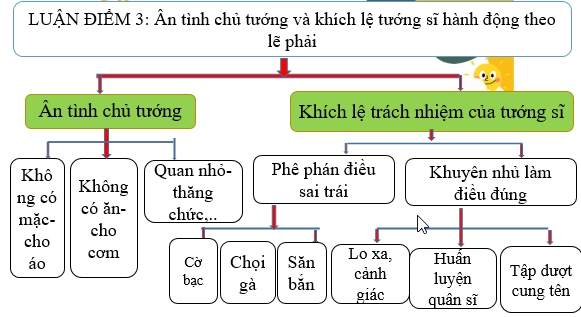 LUẬN ĐIỂM 3: Ân tình chủ tướng và khích lệ tướng sĩ hành động theo
lẽ phải
Ân tình chủ tướng
Khích lệ trách nhiệm của tướng sĩ
Khô
ng có
mặc-
cho
áo
Không
có ăn-
cho
cơm
Quan nhỏ-
thăng
chức,..
Phê phán điều
sai trái
Khuyên nhủ làm
điều đúng
Cờ
bạc
Chọi
gà
Săn
bắn
Lo xa,
cảnh
giác
Huấn
luyện
quân sĩ
Tập dượt
cung tên